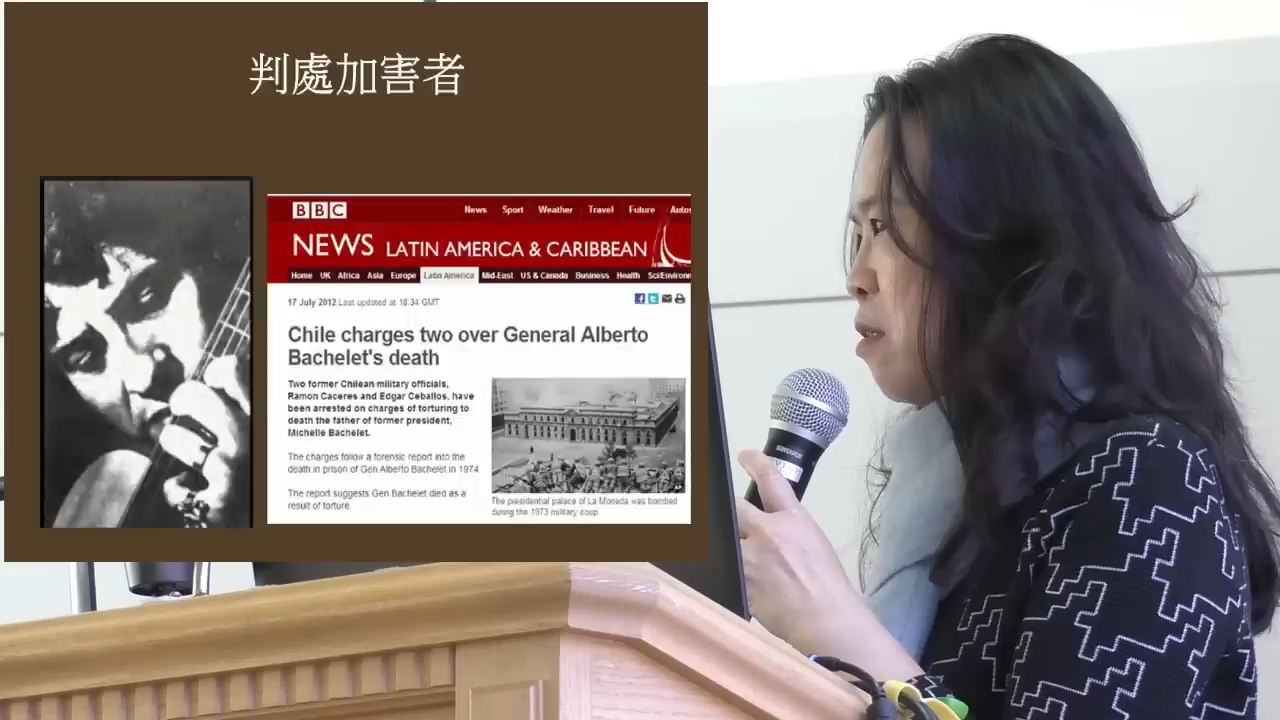 判處加害者
BBC
News Sport Weather Travel Future Autos
NEWS LATIN AMERICA & CARIBBEAN
Home UK Africa Asia Europe Latin America Mid-East US & Canada Business Health Sci/Environm
17 July 2012 Last updated at 18:34 GMT
Chile charges two over General Alberto
Bachelet's death
Two former Chilean military officials,
Ramon Caceres and Edgar Ceballos, have
been arrested on charges of torturing to
death the father of former president,
Michelle Bachelet.
The charges follow a forensic report into the
death in prison of Gen Alberto Bachelet in 1974
The report suggests Gen Bachelet died as a
result of torture.
AP
The presidential palace of La Moneda was bombed
during the 1973 military coup